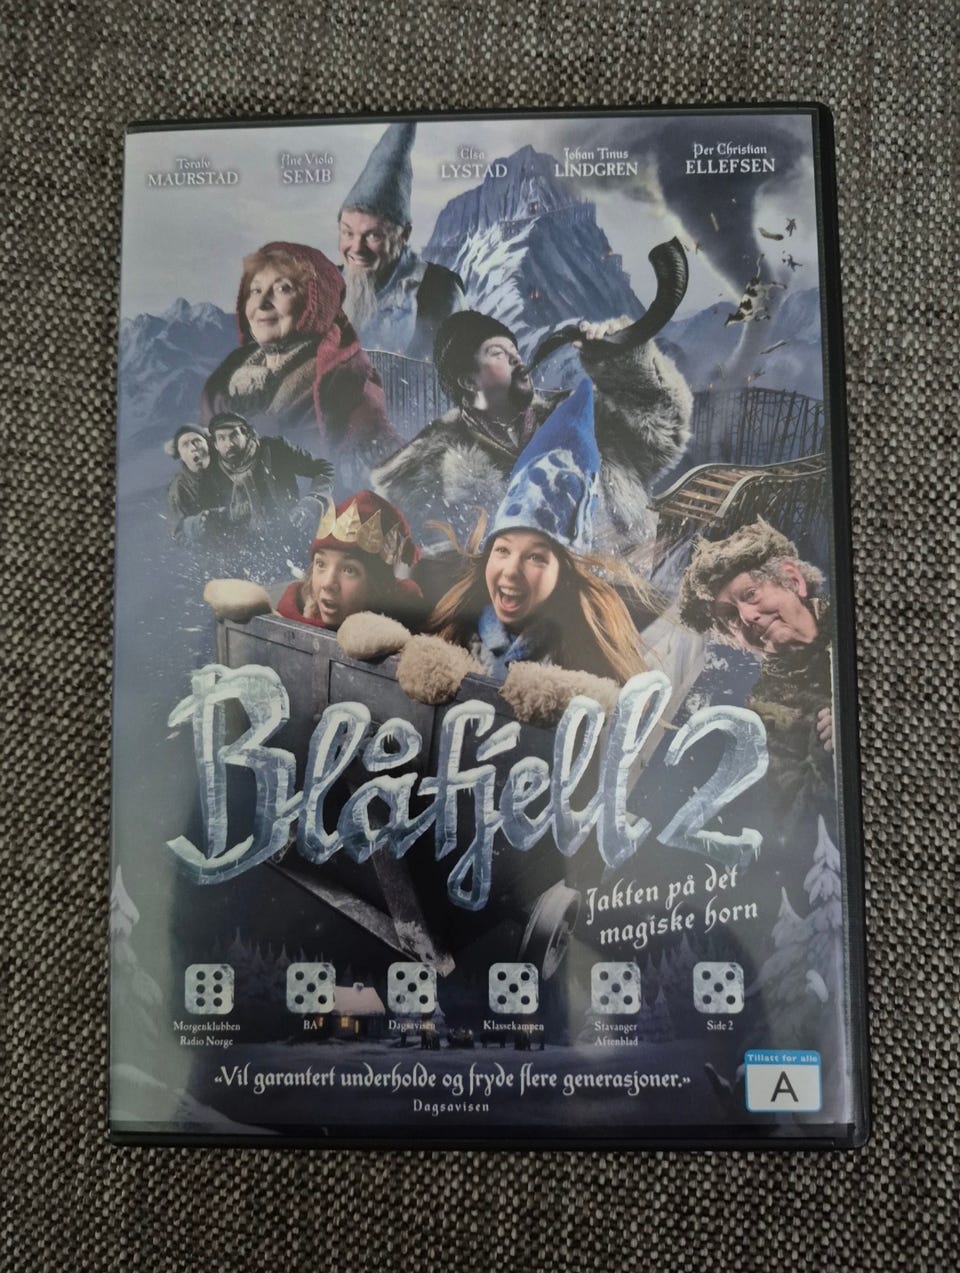 Toralv
MAURSTAD
Ane Viola
SEMB
Elsa
LYSTAD
Johan Tinus
LINDGREN
Per Christian
ELLEFSEN
Blåfjell 2
Jakten på det
magiske horn
Morgenklubben
Radio Norge
BA
Dagsavisen
Klassekampen
Stavanger
Aftenblad
Side 2
«Vil garantert underholde og fryde flere generasjoner.»
Dagsavisen
Tillatt for alle
A